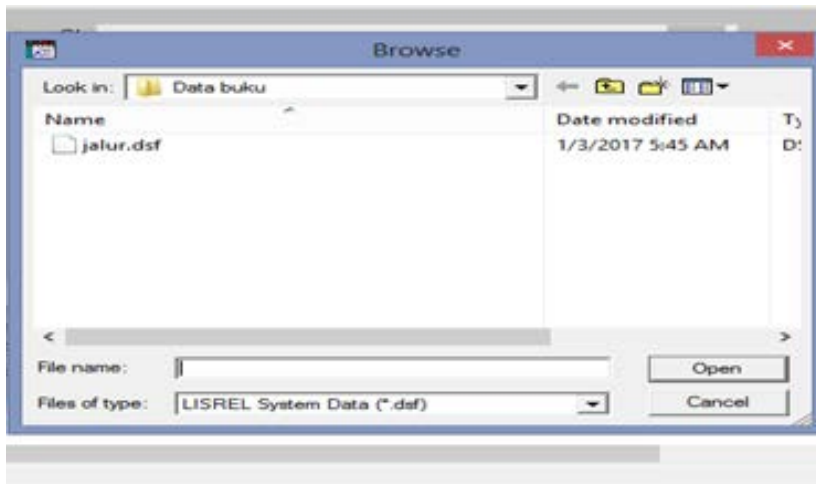 Browse
Look in: Data buku
Name Date modified
jalur.dsf 1/3/2017 5:45 AM
File name:
Open
Files of type: LISREL System Data (*.dsf)
Cancel